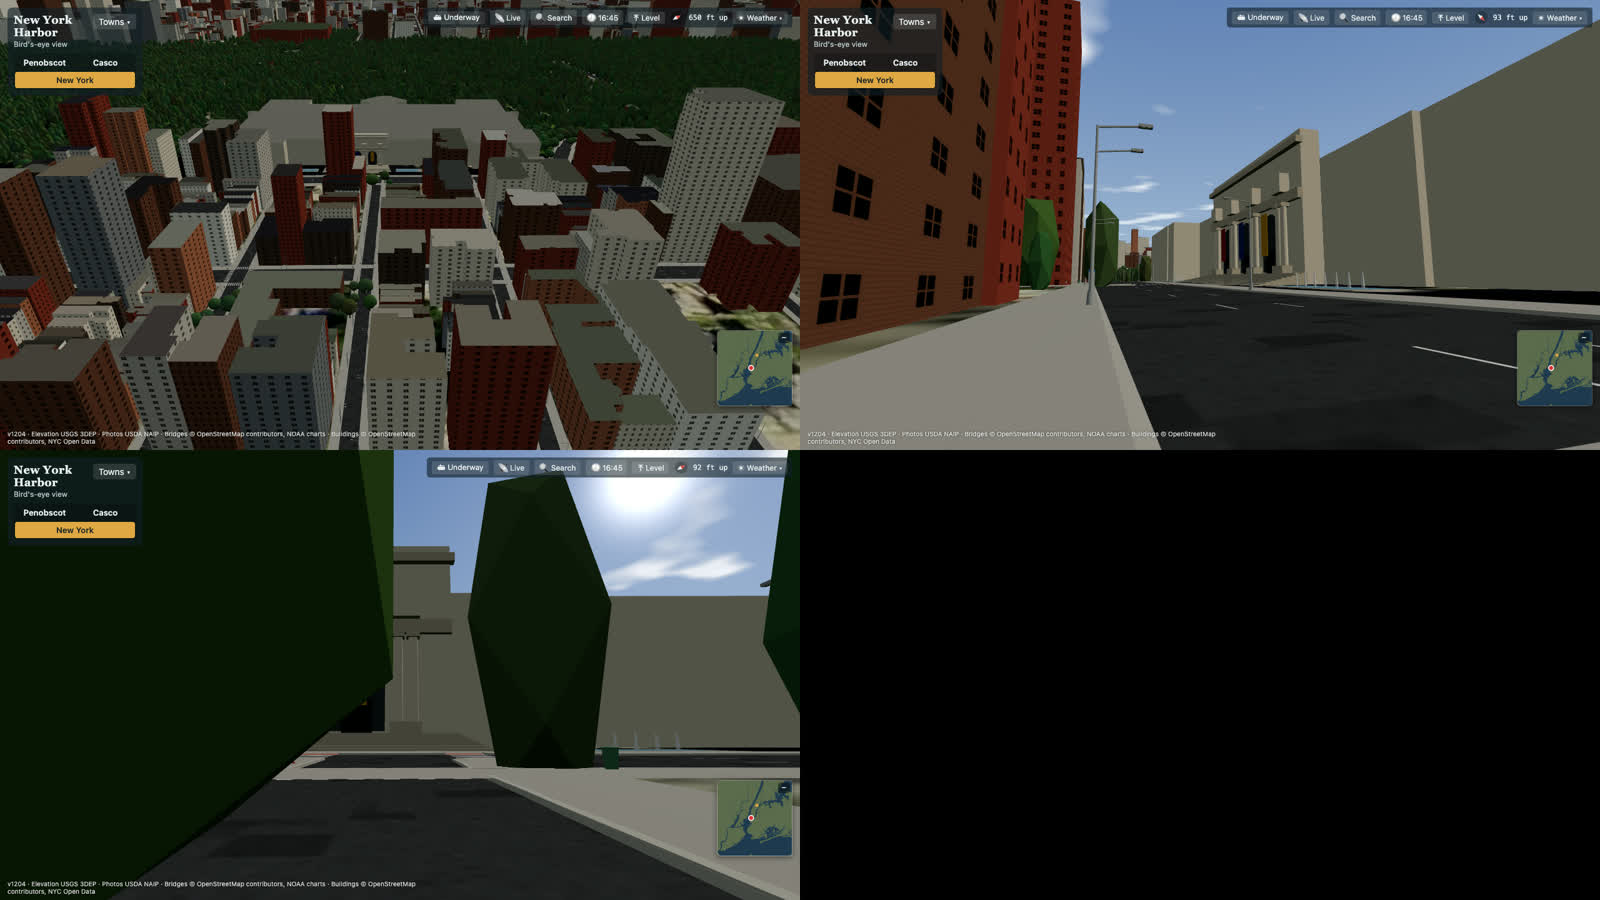 New York
Harbor
Bird's-eye view
Towns
Penobscot Casco
New York
Underway Live Search 16:45 Level 650 ft up Weather
v1204 · Elevation USGS 3DEP · Photos USDA NAIP · Bridges © OpenStreetMap contributors, NOAA charts · Buildings © OpenStreetMap
contributors, NYC Open Data
New York
Harbor
Bird's-eye view
Towns
Penobscot Casco
New York
Underway Live Search 16:45 Level 93 ft up Weather
v1204 · Elevation USGS 3DEP · Photos USDA NAIP · Bridges © OpenStreetMap contributors, NOAA charts · Buildings © OpenStreetMap
contributors, NYC Open Data
New York
Harbor
Bird's-eye view
Towns
Penobscot Casco
New York
Underway Live Search 16:45 Level 92 ft up Weather
v1204 · Elevation USGS 3DEP · Photos USDA NAIP · Bridges © OpenStreetMap contributors, NOAA charts · Buildings © OpenStreetMap
contributors, NYC Open Data